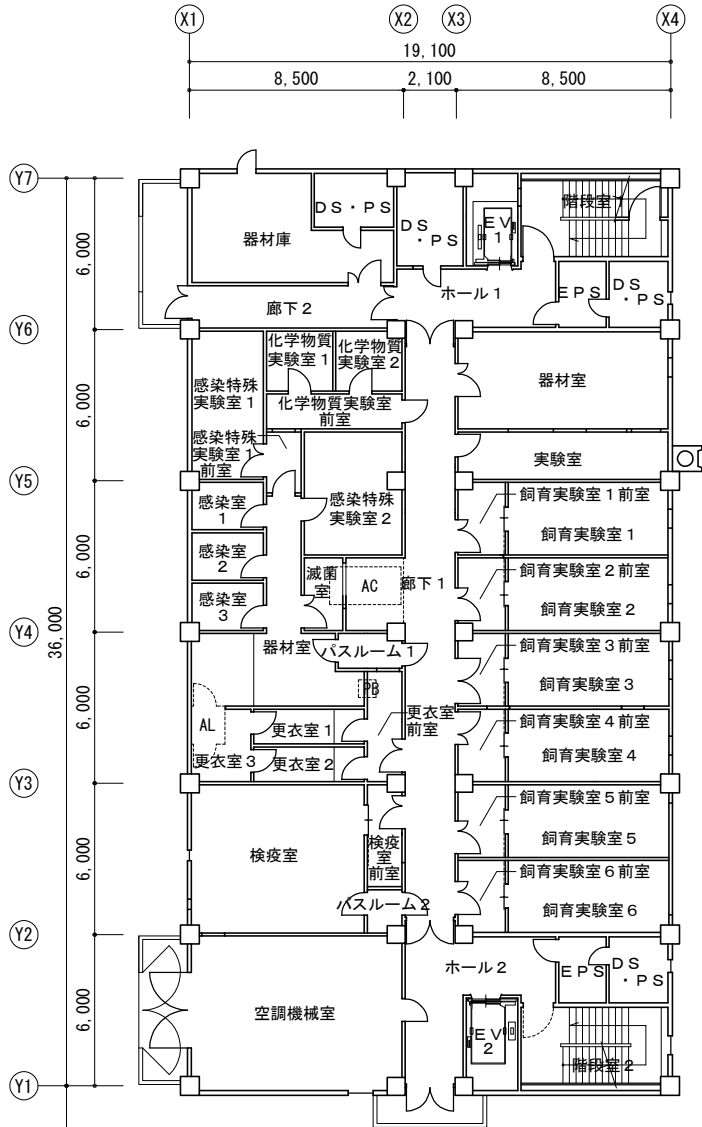 X1
X2
X3
X4
19,100
8,500
2,100
8,500
Y7
6,000
DS・PS
器材庫
DS
・PS
EV
1
階段室1
ホール1
EPS
DS
・PS
廊下2
Y6
化学物質
実験室1
化学物質
実験室2
感染特殊
実験室1
化学物質実験室
前室
器材室
6,000
感染特殊
実験室1
前室
実験室
Y5
感染室
1
感染特殊
実験室2
飼育実験室1前室
飼育実験室1
感染室
2
6,000
滅菌
室
AC
廊下1
飼育実験室2前室
飼育実験室2
感染室
3
Y4
36,000
器材室
パスルーム1
飼育実験室3前室
飼育実験室3
PB
6,000
AL
更衣室1
更衣室
前室
飼育実験室4前室
更衣室3
更衣室2
飼育実験室4
Y3
飼育実験室5前室
検疫室
検疫
室
前室
飼育実験室5
6,000
飼育実験室6前室
パスルーム2
飼育実験室6
Y2
ホール2
EPS
DS
・PS
6,000
空調機械室
EV
2
階段室2
Y1